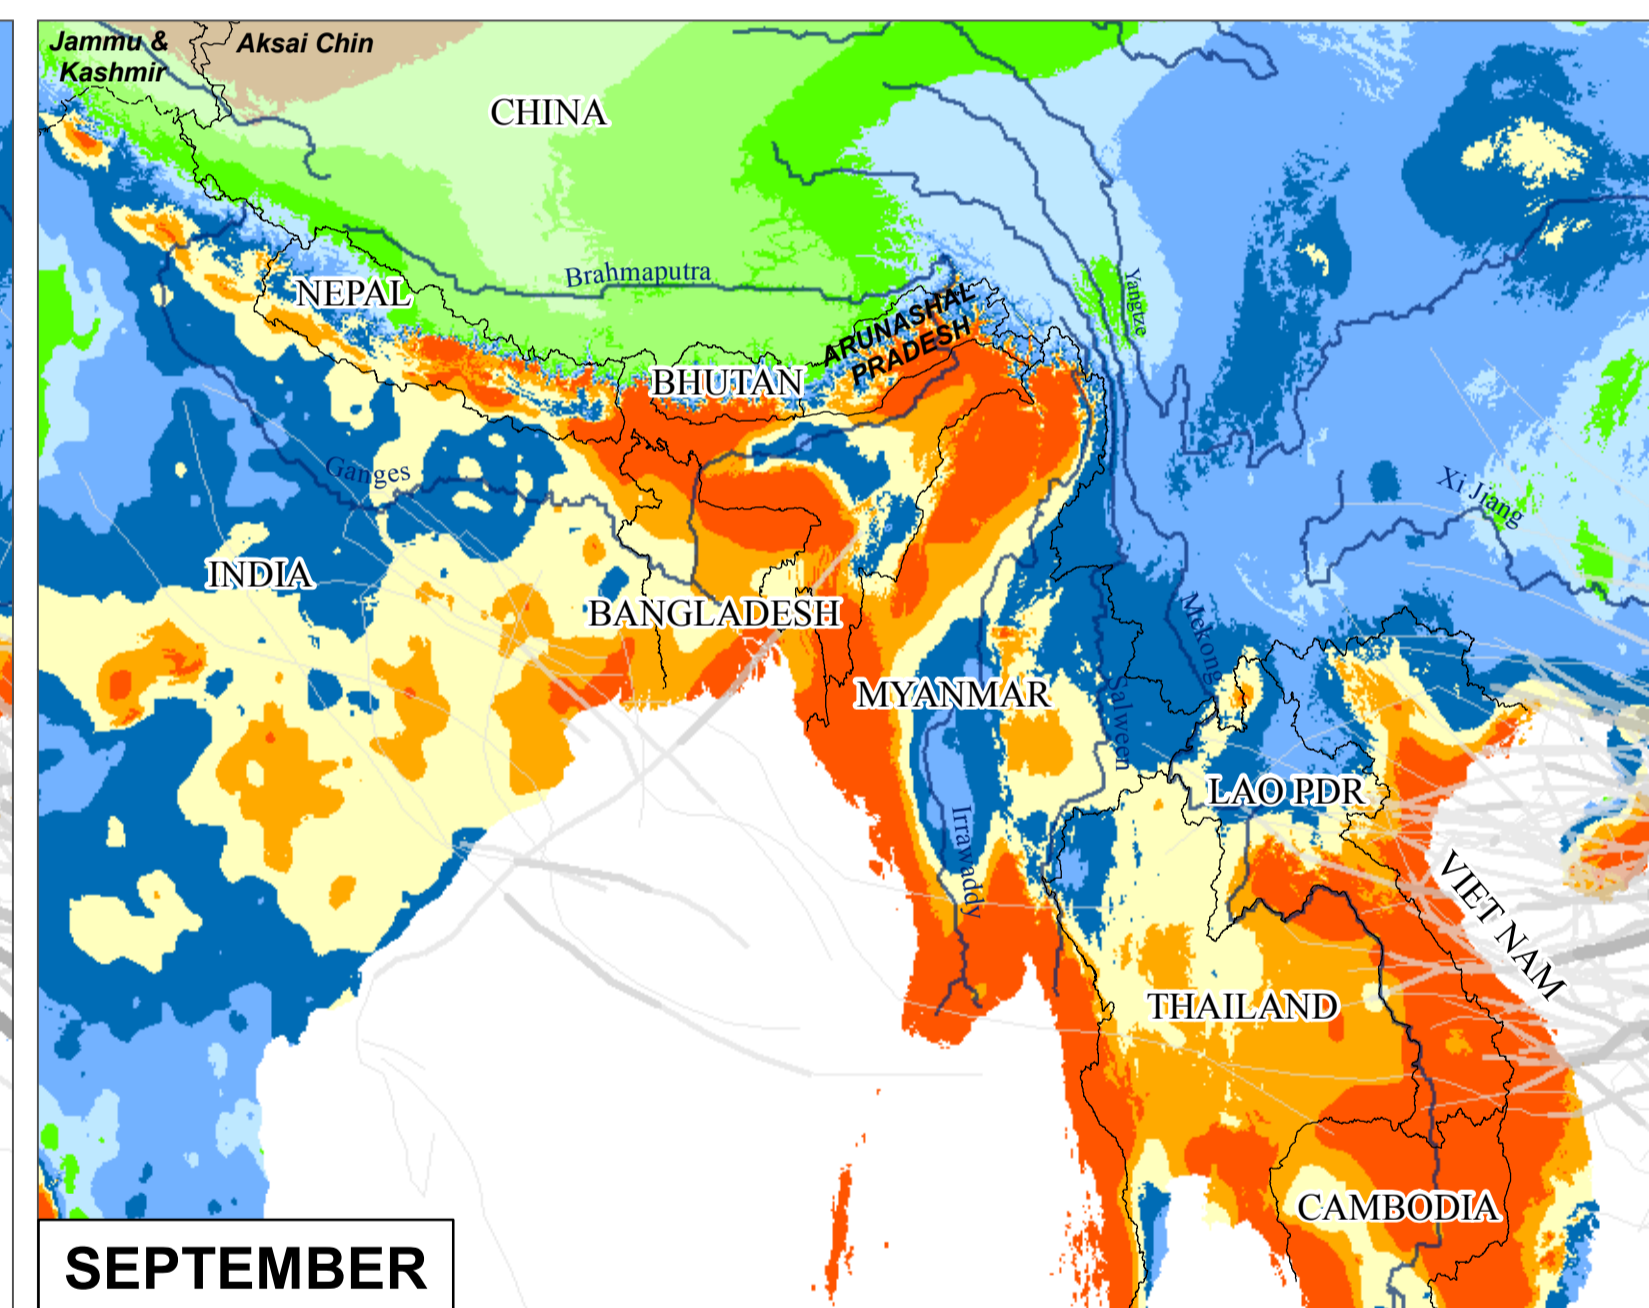 Jammu &
Kashmir
Aksai Chin
CHINA
Brahmaputra
Yangtze
NEPAL
ARUNASHAL
PRADESH
BHUTAN
Ganges
Xi Jiang
INDIA
BANGLADESH
Mekong
MYANMAR
Salween
LAO PDR
Irrawaddy
VIET NAM
THAILAND
CAMBODIA
SEPTEMBER